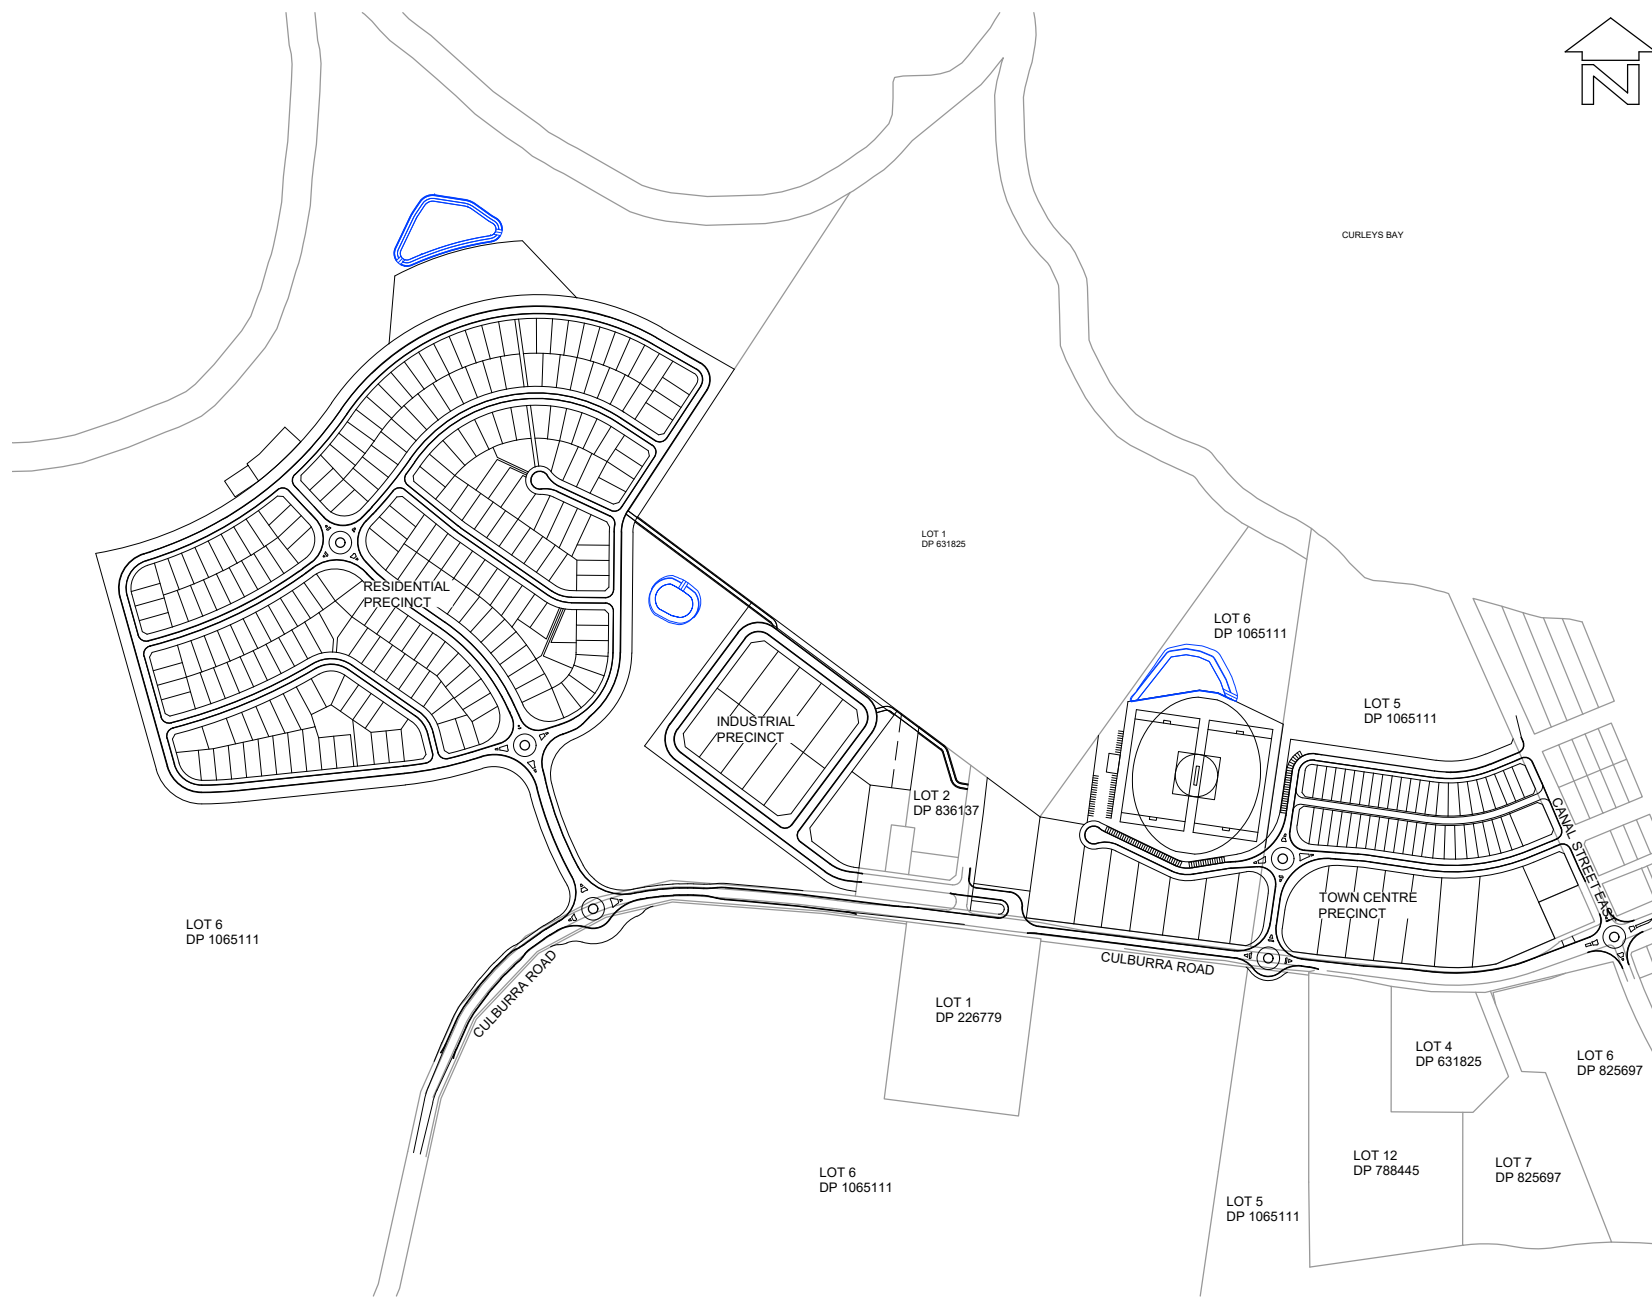 N
CURLEYS BAY
LOT 1
DP 631825
RESIDENTIAL
PRECINCT
LOT 6
DP 1065111
LOT 5
DP 1065111
INDUSTRIAL
PRECINCT
LOT 2
DP 836137
CANAL STREET EAST
TOWN CENTRE
PRECINCT
LOT 6
DP 1065111
CULBURRA ROAD
CULBURRA ROAD
LOT 1
DP 226779
LOT 4
DP 631825
LOT 6
DP 825697
LOT 12
DP 788445
LOT 7
DP 825697
LOT 6
DP 1065111
LOT 5
DP 1065111